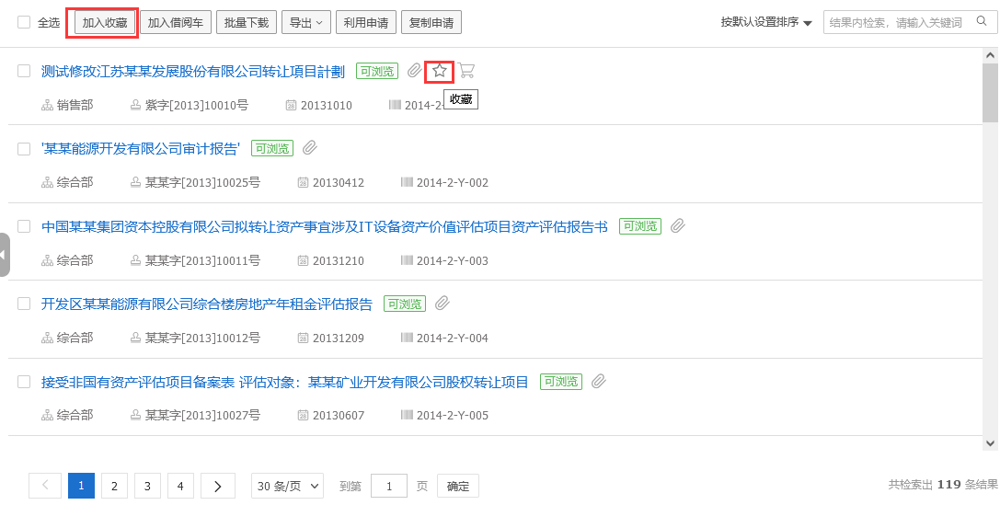 全选 加入收藏 加入借阅车 批量下载 导出 利用申请 复制申请 按默认设置排序 结果内检索，请输入关键词
测试修改江苏某某发展股份有限公司转让項目計劃 可浏览
收藏
销售部 紫字[2013]10010号 20131010 2014-2-
'某某能源开发有限公司审计报告' 可浏览
综合部 某某字[2013]10025号 20130412 2014-2-Y-002
中国某某集团资本控股有限公司拟转让资产事宜涉及IT设备资产价值评估项目资产评估报告书 可浏览
综合部 某某字[2013]10011号 20131210 2014-2-Y-003
开发区某某能源有限公司综合楼房地产年租金评估报告 可浏览
综合部 某某字[2013]10012号 20131209 2014-2-Y-004
接受非国有资产评估项目备案表 评估对象：某某矿业开发有限公司股权转让项目 可浏览
综合部 某某字[2013]10027号 20130607 2014-2-Y-005
< 1 2 3 4 > 30 条/页 到第 1 页 确定 共检索出 119 条结果